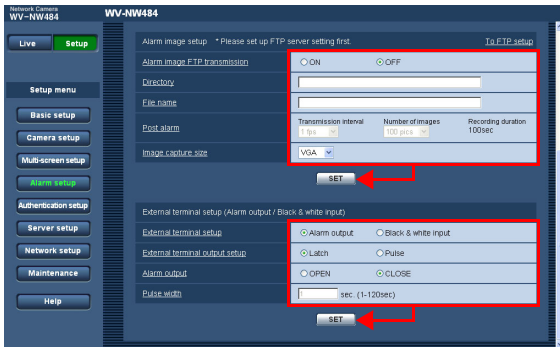 Network Camera
WV-NW484
WV-NW484
Live
Setup
Setup menu
Basic setup
Camera setup
Multi-screen setup
Alarm setup
Authentication setup
Server setup
Network setup
Maintenance
Help
Alarm image setup * Please set up FTP server setting first. To FTP setup
Alarm image FTP transmission ON OFF
Directory
File name
Post alarm
Transmission interval Number of images Recording duration
1 fps 100 pics 100sec
Image capture size VGA
SET
External terminal setup (Alarm output / Black & white input)
External terminal setup Alarm output Black & white input
External terminal output setup Latch Pulse
Alarm output OPEN CLOSE
Pulse width 1 sec. (1-120sec)
SET